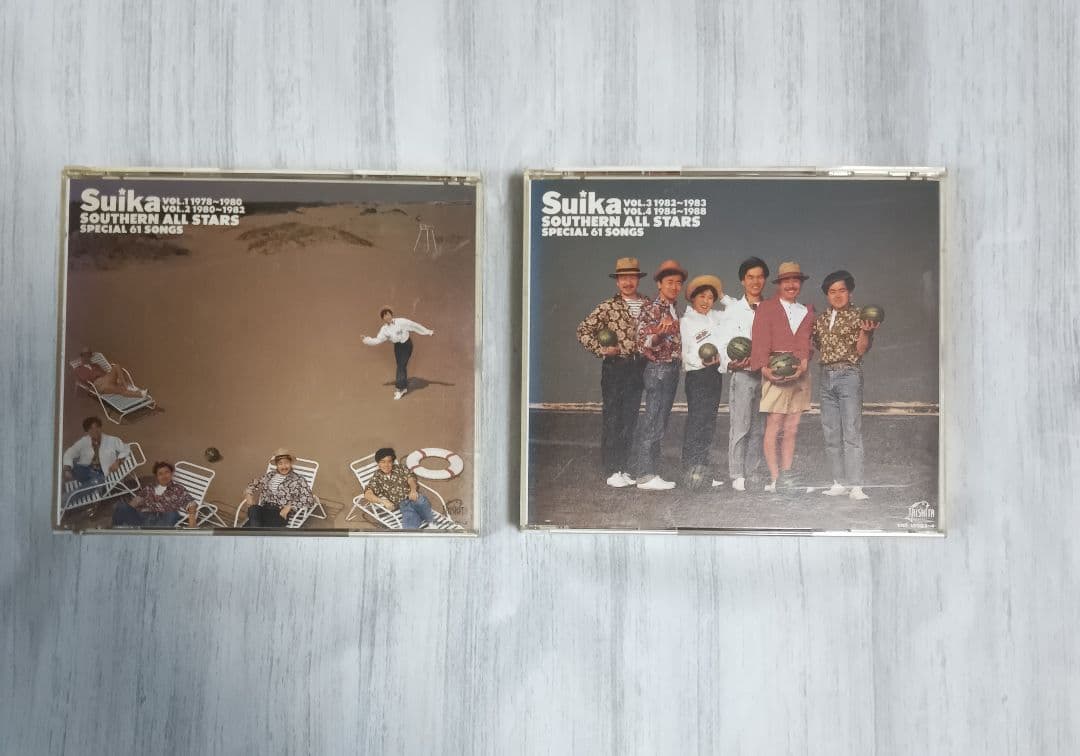 Suika VOL.1 1978~1980
VOL.2 1980~1982
SOUTHERN ALL STARS
SPECIAL 61 SONGS
Suika VOL.3 1982~1983
VOL.4 1984~1988
SOUTHERN ALL STARS
SPECIAL 61 SONGS
TAISHITA